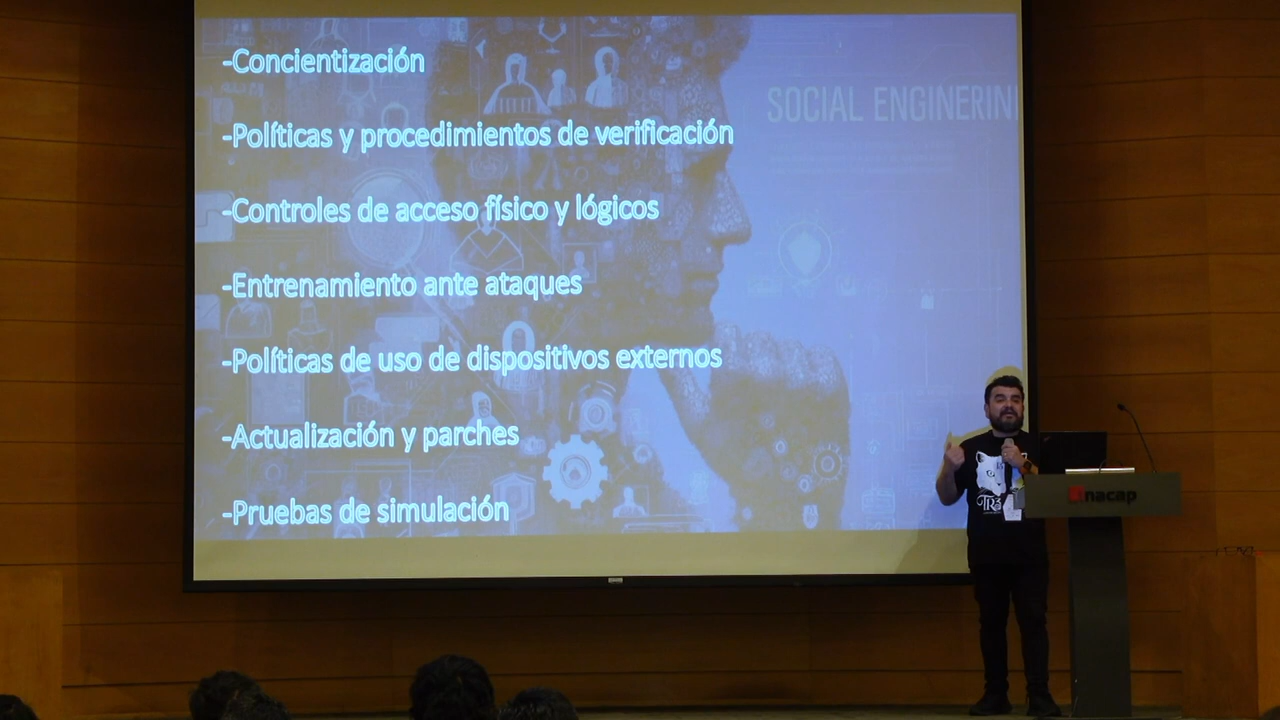 -Concientización
SOCIAL ENGINERIN
-Políticas y procedimientos de verificación
-Controles de acceso físico y lógicos
-Entrenamiento ante ataques
-Políticas de uso de dispositivos externos
-Actualización y parches
-Pruebas de simulación
inacap